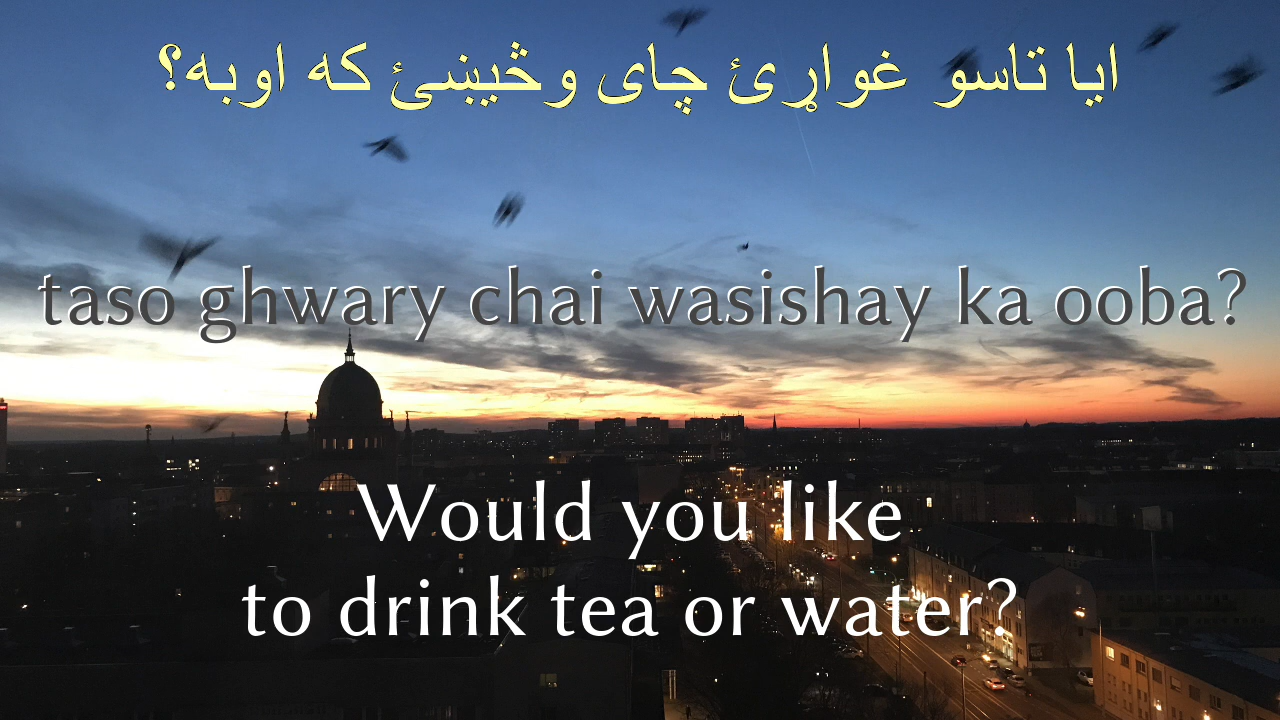 ایا تاسو غواړئ چای وڅیښئ که اوبه؟
taso ghwary chai wasishay ka ooba?
Would you like
to drink tea or water?